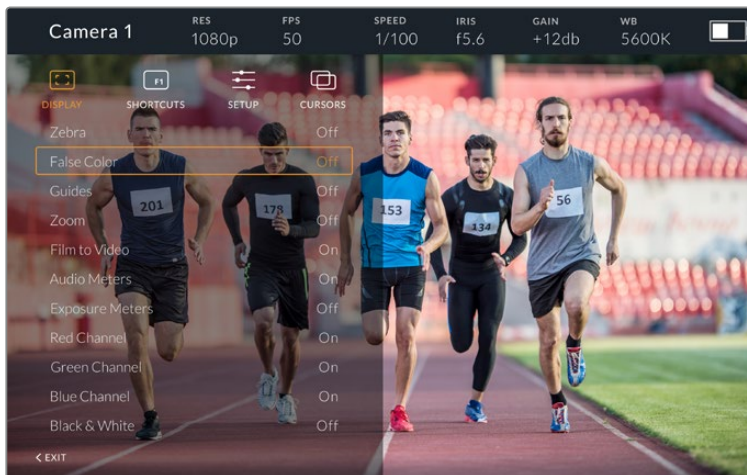 Camera 1
RES
1080p
FPS
50
SPEED
1/100
IRIS
f5.6
GAIN
+12db
WB
5600K
F1
DISPLAY
SHORTCUTS
SETUP
CURSORS
Zebra Off
False Color Off
Guides Off
Zoom Off
Film to Video On
Audio Meters On
Exposure Meters Off
Red Channel On
Green Channel On
Blue Channel On
Black & White Off
< EXIT
201
178
153
134
56